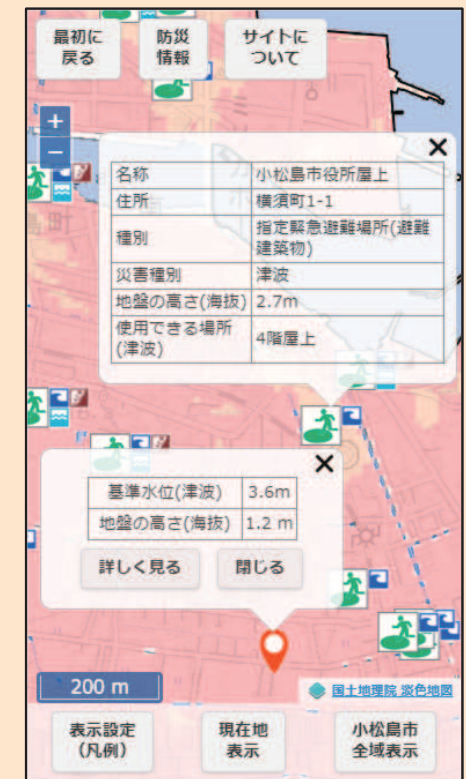 最初に
戻る
防災
情報
サイトに
ついて
+
−
×
名称 小松島市役所屋上
住所 横須町1-1
種別 指定緊急避難場所(避難
建築物)
災害種別 津波
地盤の高さ(海抜) 2.7m
使用できる場所
(津波) 4階屋上
×
基準水位(津波) 3.6m
地盤の高さ(海抜) 1.2 m
詳しく見る 閉じる
200 m
国土地理院 淡色地図
表示設定
(凡例)
現在地
表示
小松島市
全域表示